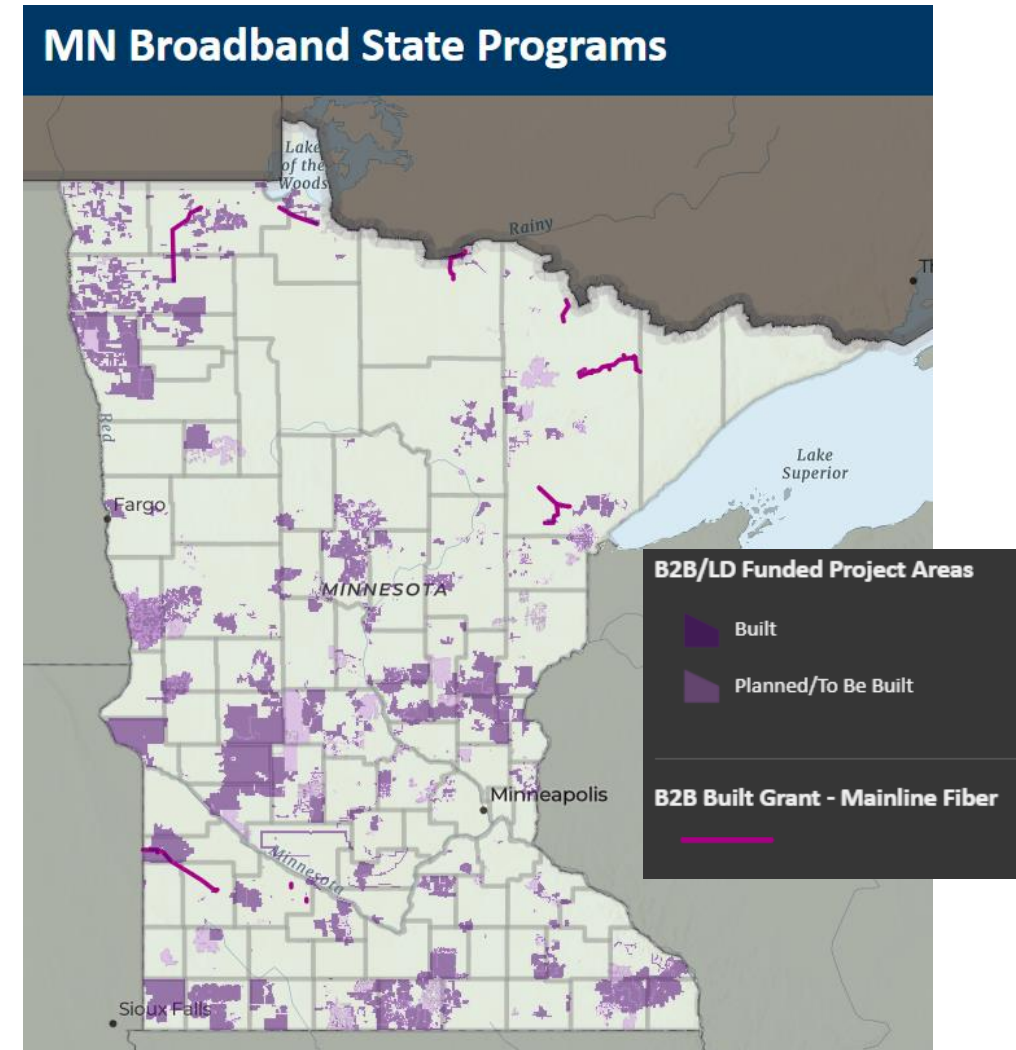 MN Broadband State Programs
Lake
of the
Woods
Rainy
Red
Lake
Superior
Fargo
MINNESOTA
Minneapolis
Minnesota
Sioux Falls
B2B/LD Funded Project Areas
Built
Planned/To Be Built
B2B Built Grant - Mainline Fiber